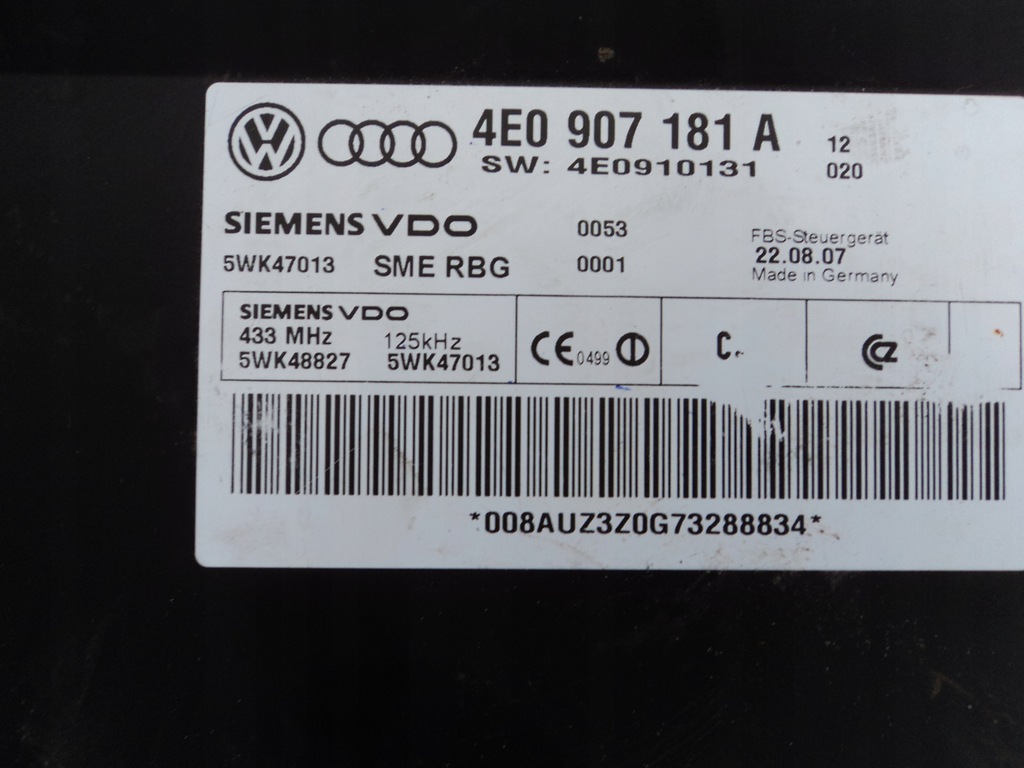 4E0 907 181 A 12
SW: 4E0910131 020
SIEMENS VDO 0053 FBS-Steuergerät
22.08.07
5WK47013 SME RBG 0001 Made in Germany
SIEMENS VDO
433 MHz 125kHz
5WK48827 5WK47013
CE 0499
*008AUZ3Z0G73288834*